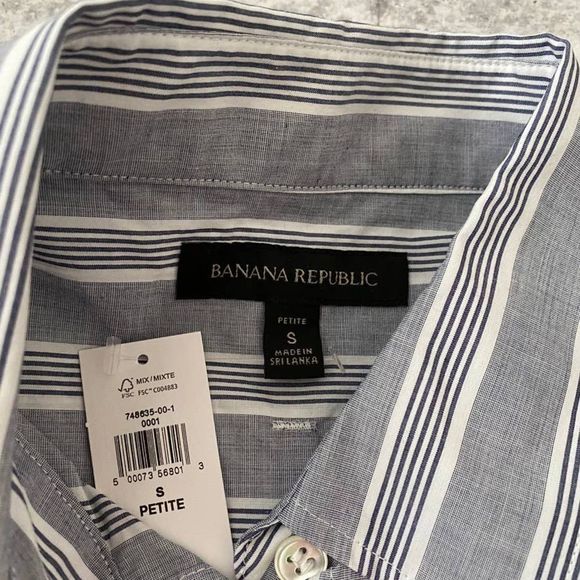 BANANA REPUBLIC
PETITE
S
MADE IN
SRI LANKA
FSC
MIX / MIXTE
FSC™ C004883
748635-00-1
0001
5 00073 56801 3
S
PETITE